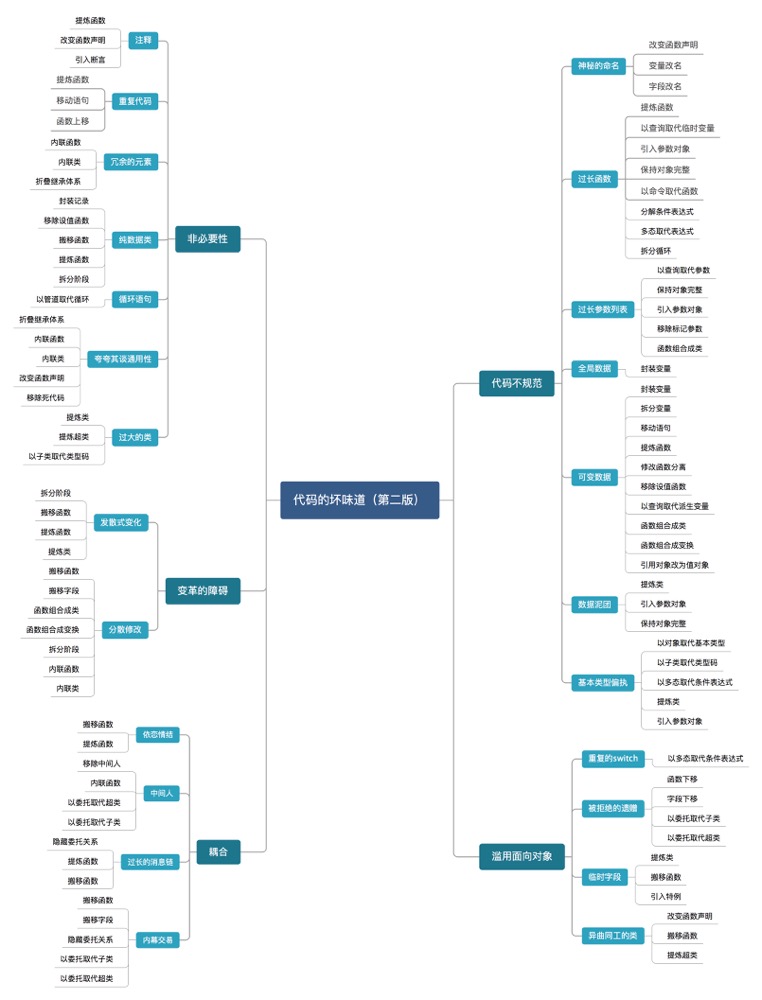 代码的坏味道（第二版）
非必要性
注释
提炼函数
改变函数声明
引入断言
重复代码
提炼函数
移动语句
函数上移
冗余的元素
内联函数
内联类
折叠继承体系
纯数据类
封装记录
移除设值函数
搬移函数
提炼函数
拆分阶段
循环语句
以管道取代循环
夸夸其谈通用性
折叠继承体系
内联函数
内联类
改变函数声明
移除死代码
过大的类
提炼类
提炼超类
以子类取代类型码
变革的障碍
发散式变化
拆分阶段
搬移函数
提炼函数
提炼类
分散修改
搬移函数
搬移字段
函数组合成类
函数组合成变换
拆分阶段
内联函数
内联类
耦合
依恋情结
搬移函数
提炼函数
中间人
移除中间人
内联函数
以委托取代超类
以委托取代子类
过长的消息链
隐藏委托关系
提炼函数
搬移函数
内幕交易
搬移函数
搬移字段
隐藏委托关系
以委托取代子类
以委托取代超类
代码不规范
神秘的命名
改变函数声明
变量改名
字段改名
过长函数
提炼函数
以查询取代临时变量
引入参数对象
保持对象完整
以命令取代函数
分解条件表达式
多态取代表达式
拆分循环
过长参数列表
以查询取代参数
保持对象完整
引入参数对象
移除标记参数
函数组合成类
全局数据
封装变量
可变数据
封装变量
拆分变量
移动语句
提炼函数
修改函数分离
移除设值函数
以查询取代派生变量
函数组合成类
函数组合成变换
引用对象改为值对象
数据泥团
提炼类
引入参数对象
保持对象完整
基本类型偏执
以对象取代基本类型
以子类取代类型码
以多态取代条件表达式
提炼类
引入参数对象
滥用面向对象
重复的switch
以多态取代条件表达式
被拒绝的遗赠
函数下移
字段下移
以委托取代子类
以委托取代超类
临时字段
提炼类
搬移函数
引入特例
异曲同工的类
改变函数声明
搬移函数
提炼超类